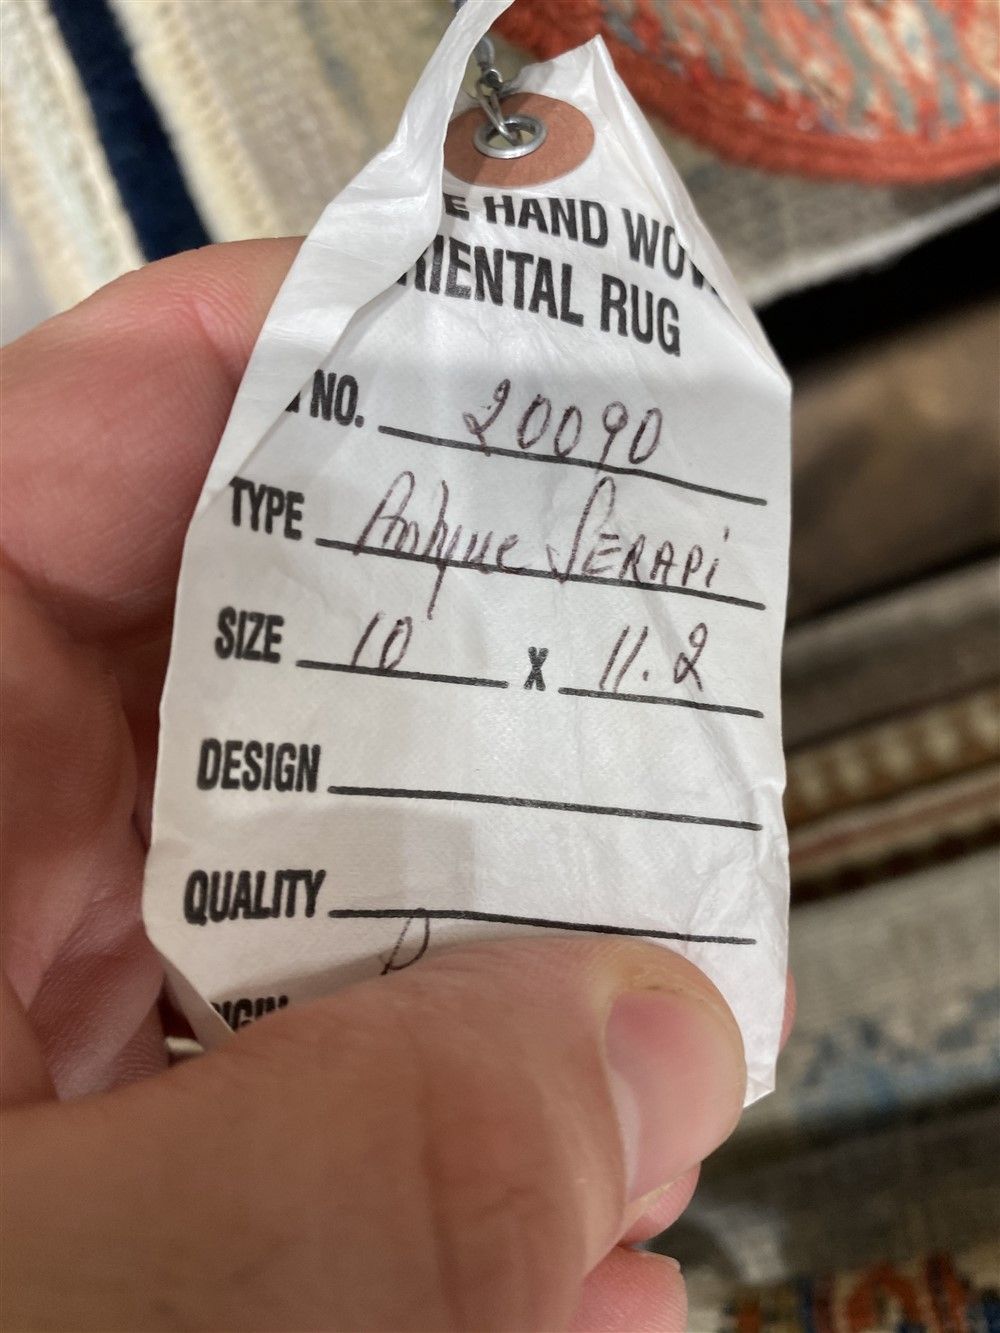 E HAND WOV
RIENTAL RUG
NO. 20090
TYPE Antique SERAPI
SIZE 10 X 11.2
DESIGN
QUALITY